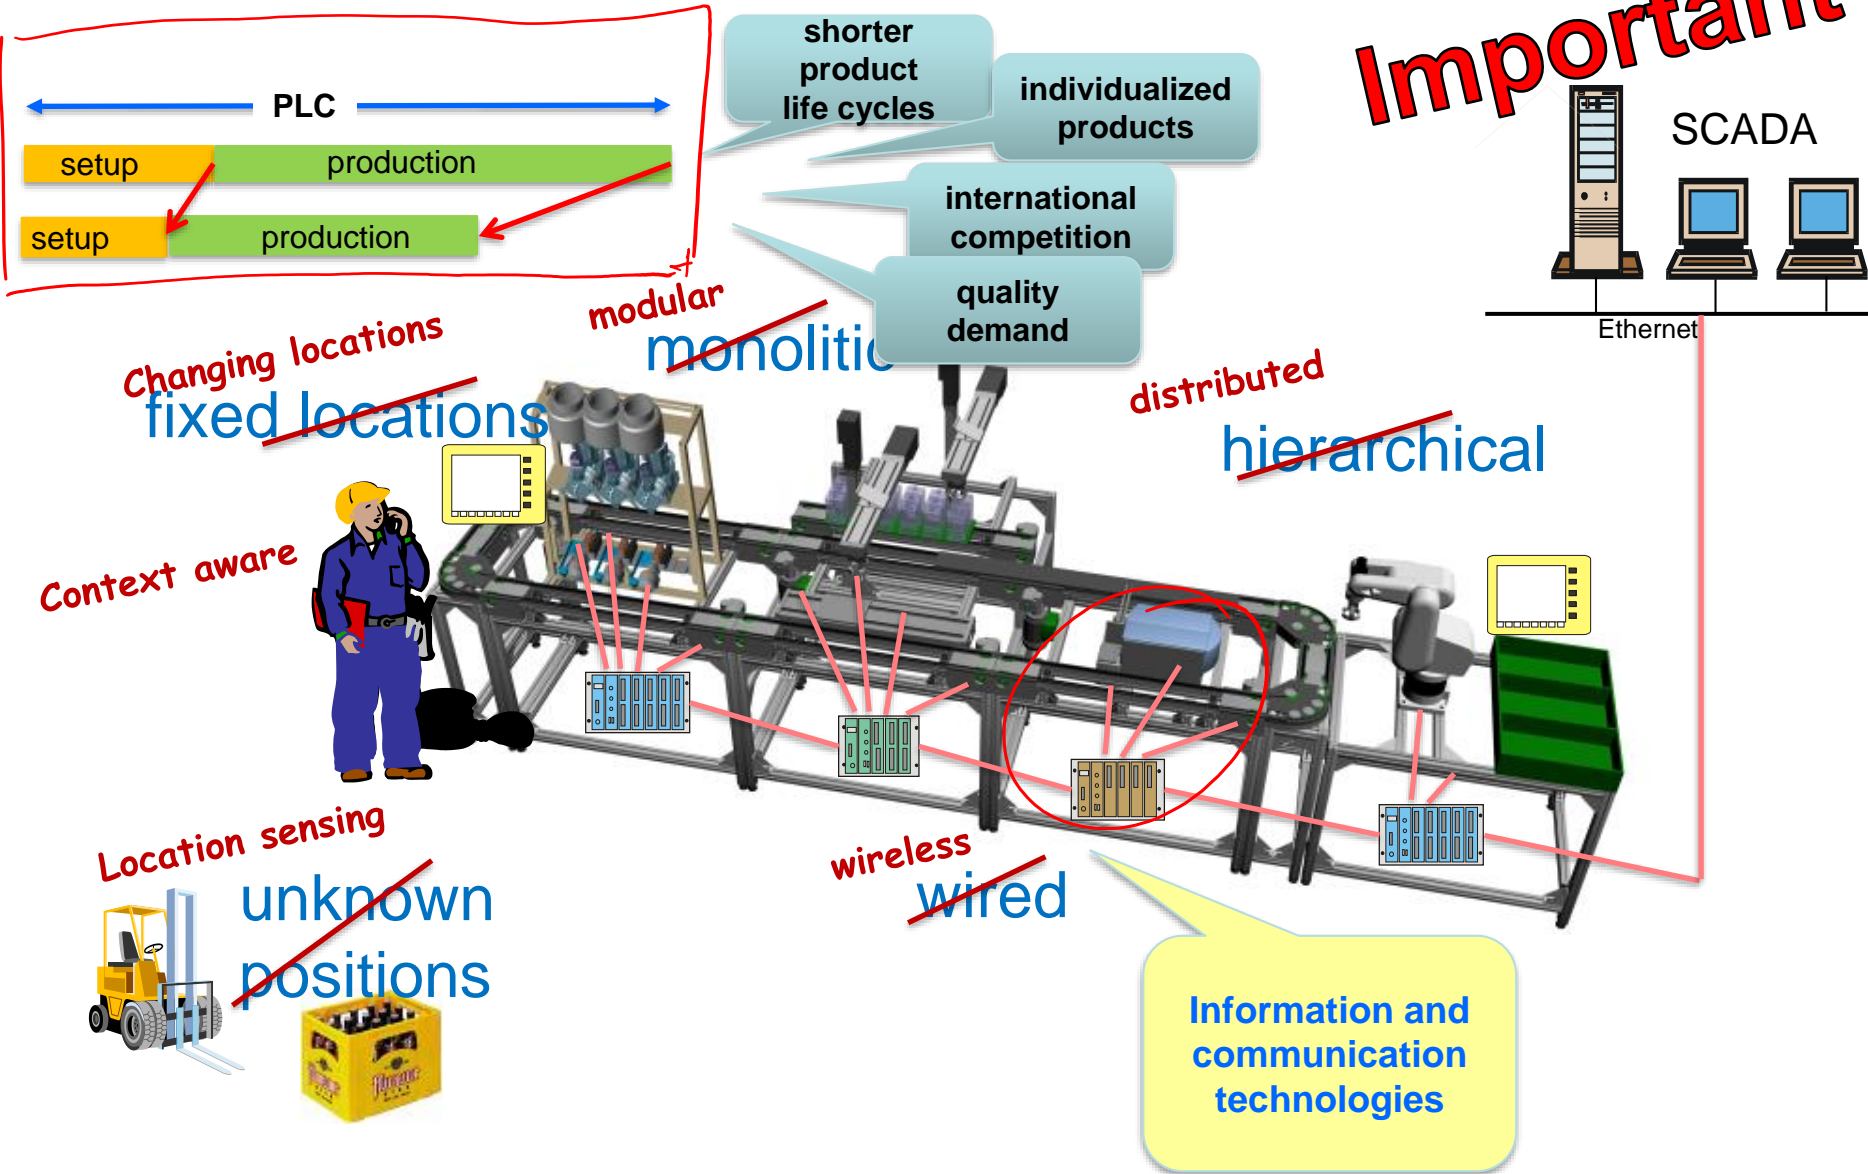 Important
shorter
product
life cycles
individualized
products
PLC
SCADA
setup
production
international
competition
setup
production
quality
demand
Ethernet
modular
monolitic
Changing locations
fixed locations
distributed
hierarchical
Context aware
Location sensing
unknown
positions
wireless
wired
Information and
communication
technologies